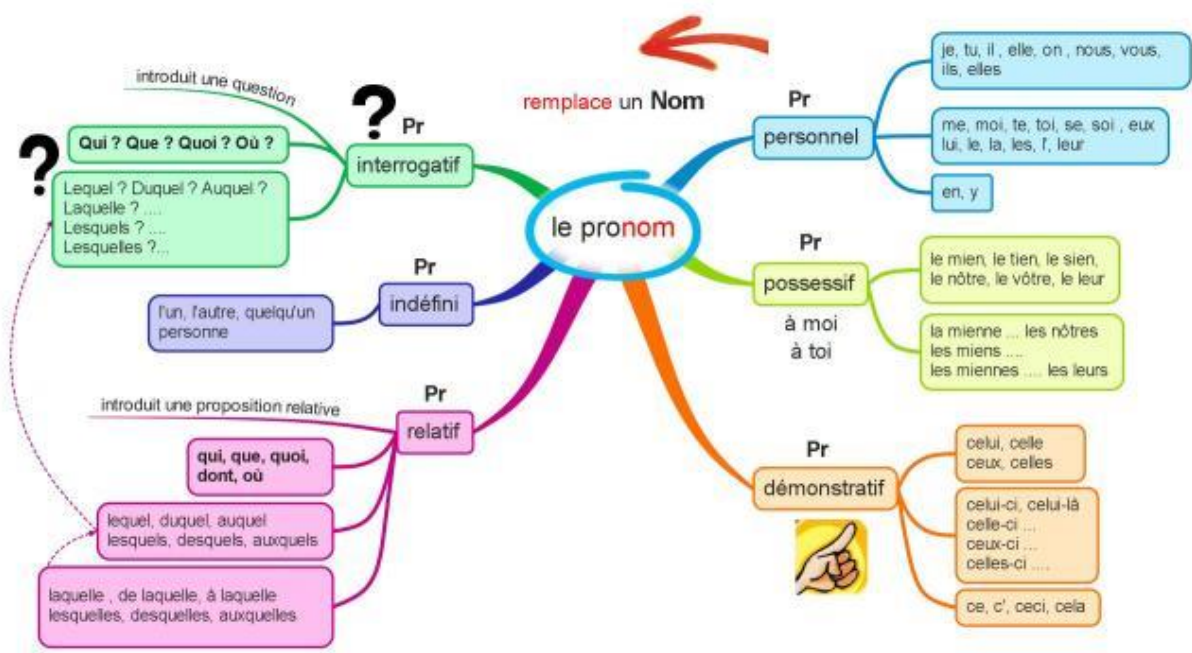 le pronom
remplace un Nom
Pr
personnel
je, tu, il , elle, on , nous, vous,
ils, elles
me, moi, te, toi, se, soi , eux
lui, le, la, les, l', leur
en, y
Pr
possessif
à moi
à toi
le mien, le tien, le sien,
le nôtre, le vôtre, le leur
la mienne ... les nôtres
les miens ....
les miennes .... les leurs
Pr
démonstratif
celui, celle
ceux, celles
celui-ci, celui-là
celle-ci ...
ceux-ci ...
celles-ci ....
ce, c', ceci, cela
?
Pr
interrogatif
introduit une question
?
Qui ? Que ? Quoi ? Où ?
Lequel ? Duquel ? Auquel ?
Laquelle ? ....
Lesquels ? ....
Lesquelles ?...
Pr
indéfini
l'un, l'autre, quelqu'un
personne
Pr
relatif
introduit une proposition relative
qui, que, quoi,
dont, où
lequel, duquel, auquel
lesquels, desquels, auxquels
laquelle , de laquelle, à laquelle
lesquelles, desquelles, auxquelles